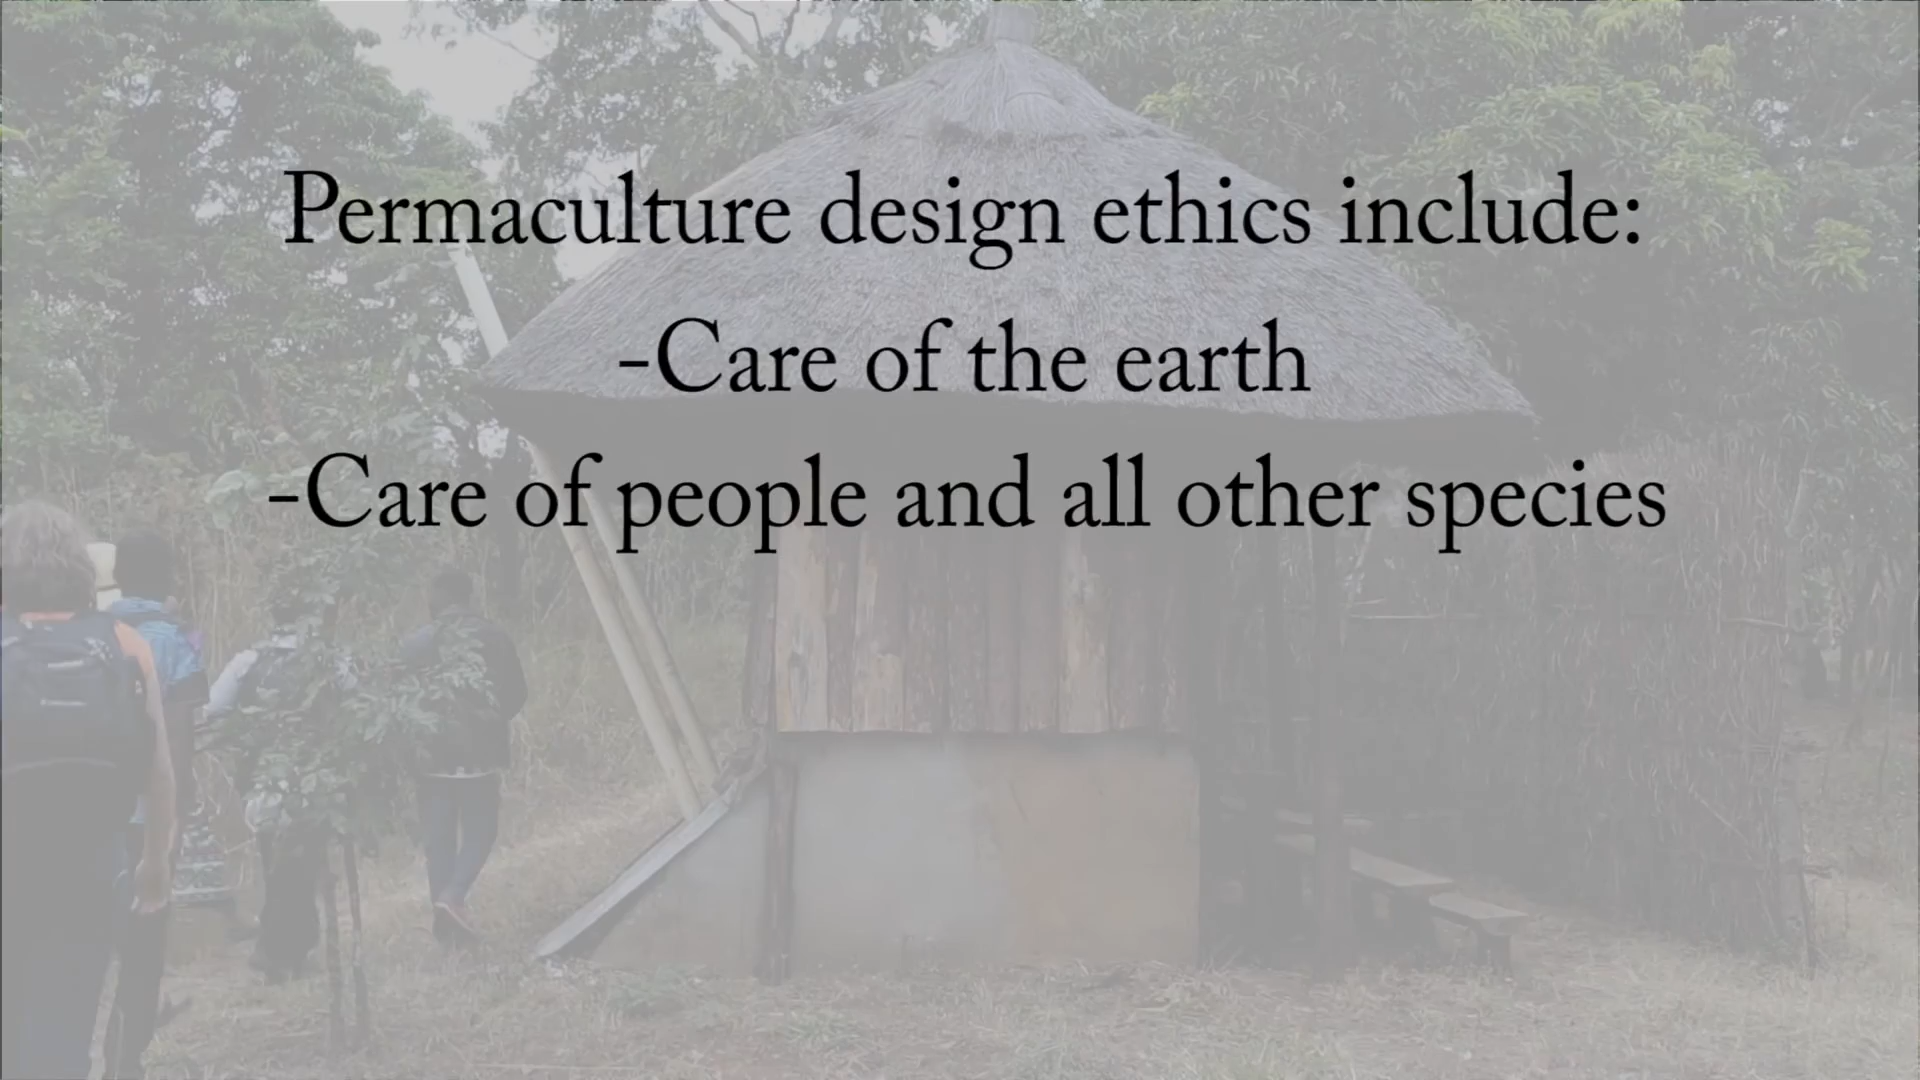 Permaculture design ethics include:
-Care of the earth
-Care of people and all other species